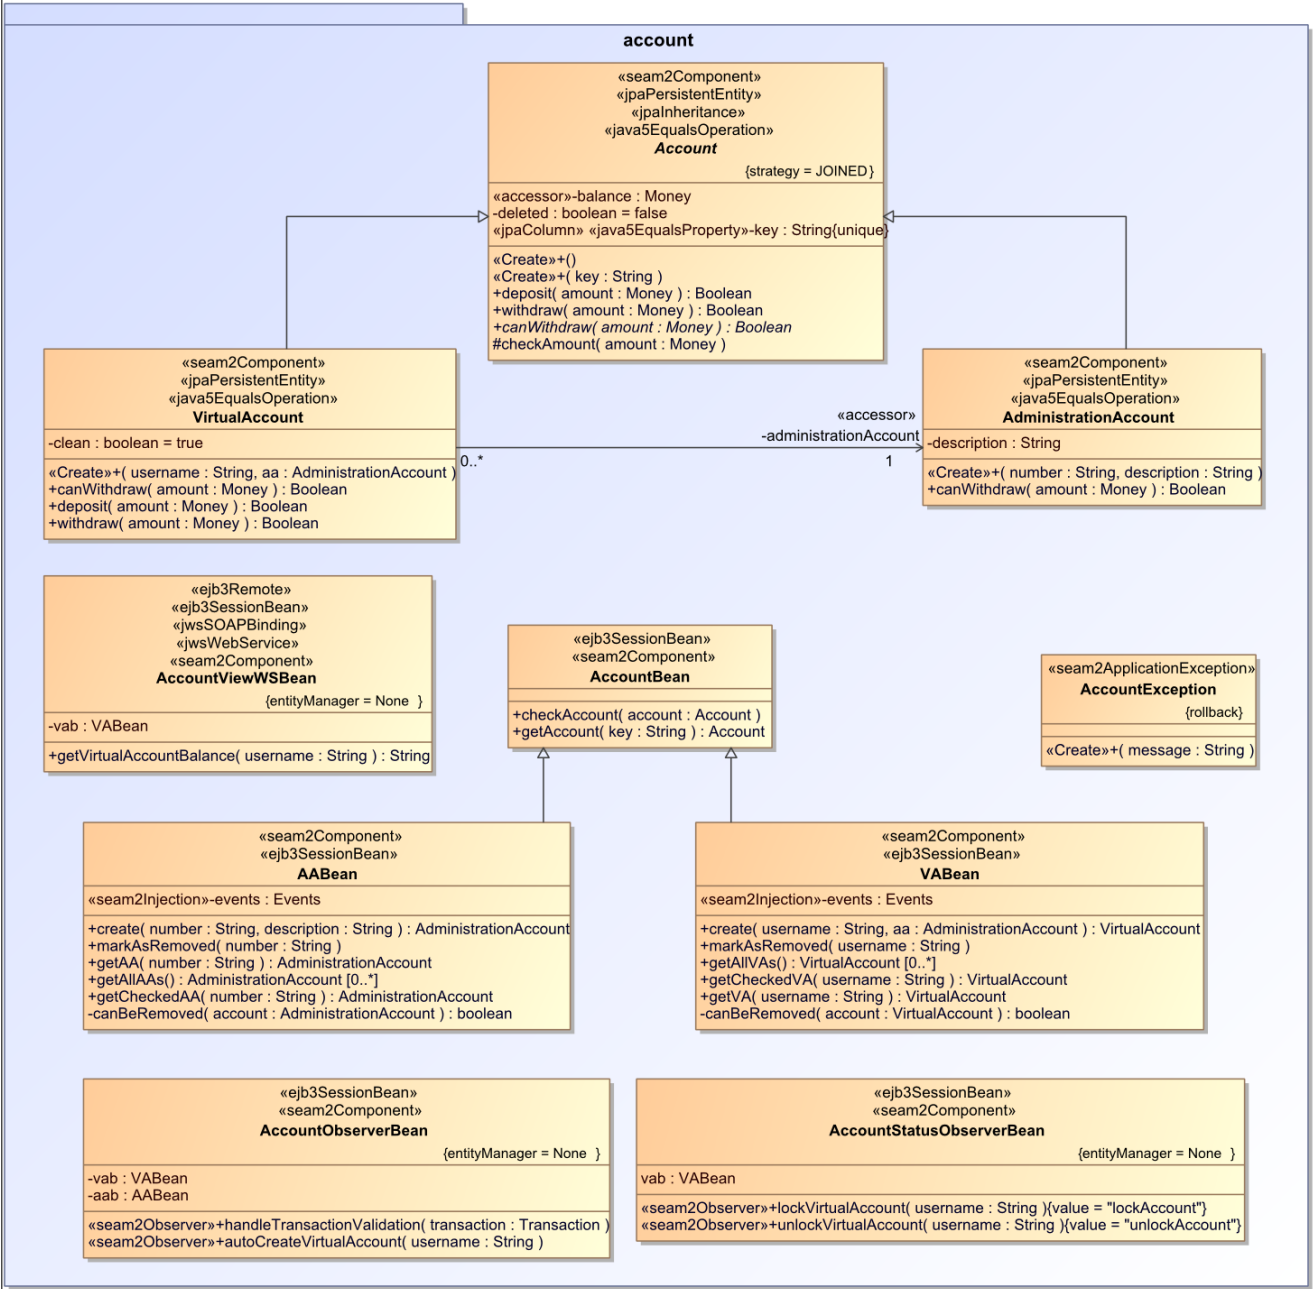 account
«seam2Component»
«jpaPersistentEntity»
«jpaInheritance»
«java5EqualsOperation»
Account
{strategy = JOINED}
«accessor»-balance : Money
-deleted : boolean = false
«jpaColumn» «java5EqualsProperty»-key : String{unique}
«Create»+()
«Create»+( key : String )
+deposit( amount : Money ) : Boolean
+withdraw( amount : Money ) : Boolean
+canWithdraw( amount : Money ) : Boolean
#checkAmount( amount : Money )
«seam2Component»
«jpaPersistentEntity»
«java5EqualsOperation»
VirtualAccount
-clean : boolean = true
«Create»+( username : String, aa : AdministrationAccount )
+canWithdraw( amount : Money ) : Boolean
+deposit( amount : Money ) : Boolean
+withdraw( amount : Money ) : Boolean
«accessor»
-administrationAccount
0..*
1
«seam2Component»
«jpaPersistentEntity»
«java5EqualsOperation»
AdministrationAccount
-description : String
«Create»+( number : String, description : String )
+canWithdraw( amount : Money ) : Boolean
«ejb3Remote»
«ejb3SessionBean»
«jwsSOAPBinding»
«jwsWebService»
«seam2Component»
AccountViewWSBean
{entityManager = None }
-vab : VABean
+getVirtualAccountBalance( username : String ) : String
«ejb3SessionBean»
«seam2Component»
AccountBean
+checkAccount( account : Account )
+getAccount( key : String ) : Account
«seam2ApplicationException»
AccountException
{rollback}
«Create»+( message : String )
«seam2Component»
«ejb3SessionBean»
AABean
«seam2Injection»-events : Events
+create( number : String, description : String ) : AdministrationAccount
+markAsRemoved( number : String )
+getAA( number : String ) : AdministrationAccount
+getAllAAs() : AdministrationAccount [0..*]
+getCheckedAA( number : String ) : AdministrationAccount
-canBeRemoved( account : AdministrationAccount ) : boolean
«seam2Component»
«ejb3SessionBean»
VABean
«seam2Injection»-events : Events
+create( username : String, aa : AdministrationAccount ) : VirtualAccount
+markAsRemoved( username : String )
+getAllVAs() : VirtualAccount [0..*]
+getCheckedVA( username : String ) : VirtualAccount
+getVA( username : String ) : VirtualAccount
-canBeRemoved( account : VirtualAccount ) : boolean
«ejb3SessionBean»
«seam2Component»
AccountObserverBean
{entityManager = None }
-vab : VABean
-aab : AABean
«seam2Observer»+handleTransactionValidation( transaction : Transaction )
«seam2Observer»+autoCreateVirtualAccount( username : String )
«ejb3SessionBean»
«seam2Component»
AccountStatusObserverBean
{entityManager = None }
vab : VABean
«seam2Observer»+lockVirtualAccount( username : String ){value = "lockAccount"}
«seam2Observer»+unlockVirtualAccount( username : String ){value = "unlockAccount"}